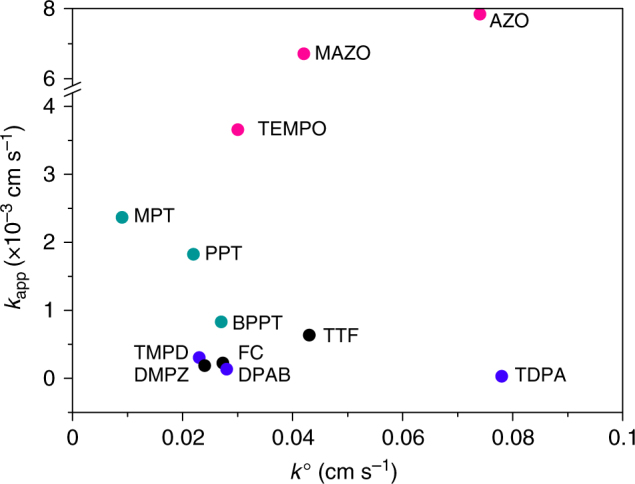 8
AZO
MAZO
6
4
TEMPO
3
MPT
2
PPT
1
BPPT
TTF
TMPD
FC
DMPZ
DPAB
TDPA
0
k_app (×10⁻³ cm s⁻¹)
0
0.02
0.04
0.06
0.08
0.1
k° (cm s⁻¹)